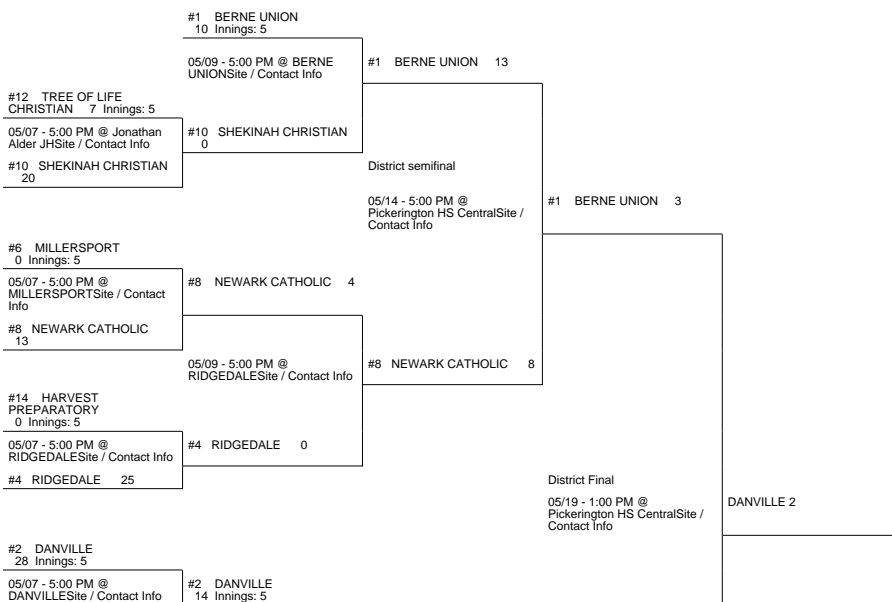 #1 BERNE UNION
10 Innings: 5
05/09 - 5:00 PM @ BERNE
UNIONSite / Contact Info
#1 BERNE UNION 13
#12 TREE OF LIFE
CHRISTIAN 7 Innings: 5
05/07 - 5:00 PM @ Jonathan
Alder JHSite / Contact Info
#10 SHEKINAH CHRISTIAN
0
#10 SHEKINAH CHRISTIAN
20
District semifinal
05/14 - 5:00 PM @
Pickerington HS CentralSite /
Contact Info
#1 BERNE UNION 3
#6 MILLERSPORT
0 Innings: 5
05/07 - 5:00 PM @
MILLERSPORTSite / Contact
Info
#8 NEWARK CATHOLIC 4
#8 NEWARK CATHOLIC
13
05/09 - 5:00 PM @
RIDGEDALESite / Contact Info
#8 NEWARK CATHOLIC 8
#14 HARVEST
PREPARATORY
0 Innings: 5
05/07 - 5:00 PM @
RIDGEDALESite / Contact Info
#4 RIDGEDALE 0
#4 RIDGEDALE 25
District Final
05/19 - 1:00 PM @
Pickerington HS CentralSite /
Contact Info
DANVILLE 2
#2 DANVILLE
28 Innings: 5
05/07 - 5:00 PM @
DANVILLESite / Contact Info
#2 DANVILLE
14 Innings: 5